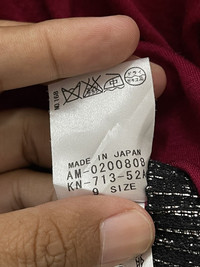 MADE IN JAPAN
AM-0200808
KN-713-52A
9 SIZE